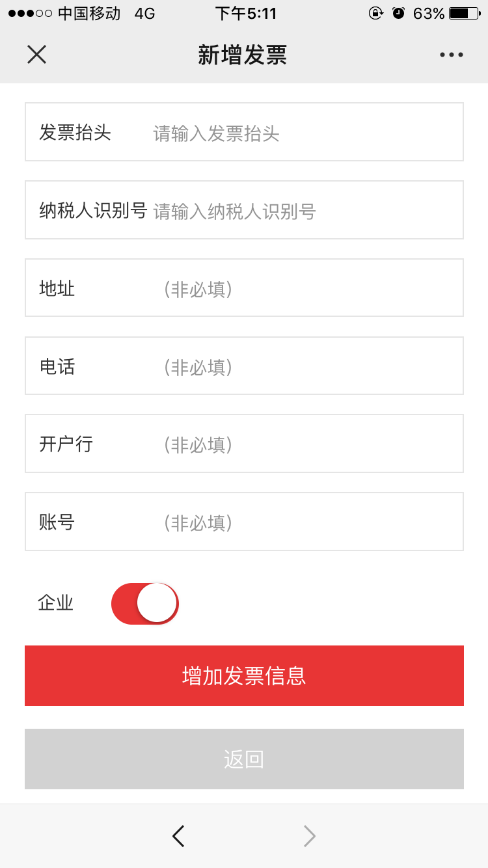 中国移动 4G 下午5:11 63%
新增发票
发票抬头 请输入发票抬头
纳税人识别号 请输入纳税人识别号
地址 (非必填)
电话 (非必填)
开户行 (非必填)
账号 (非必填)
企业
增加发票信息
返回